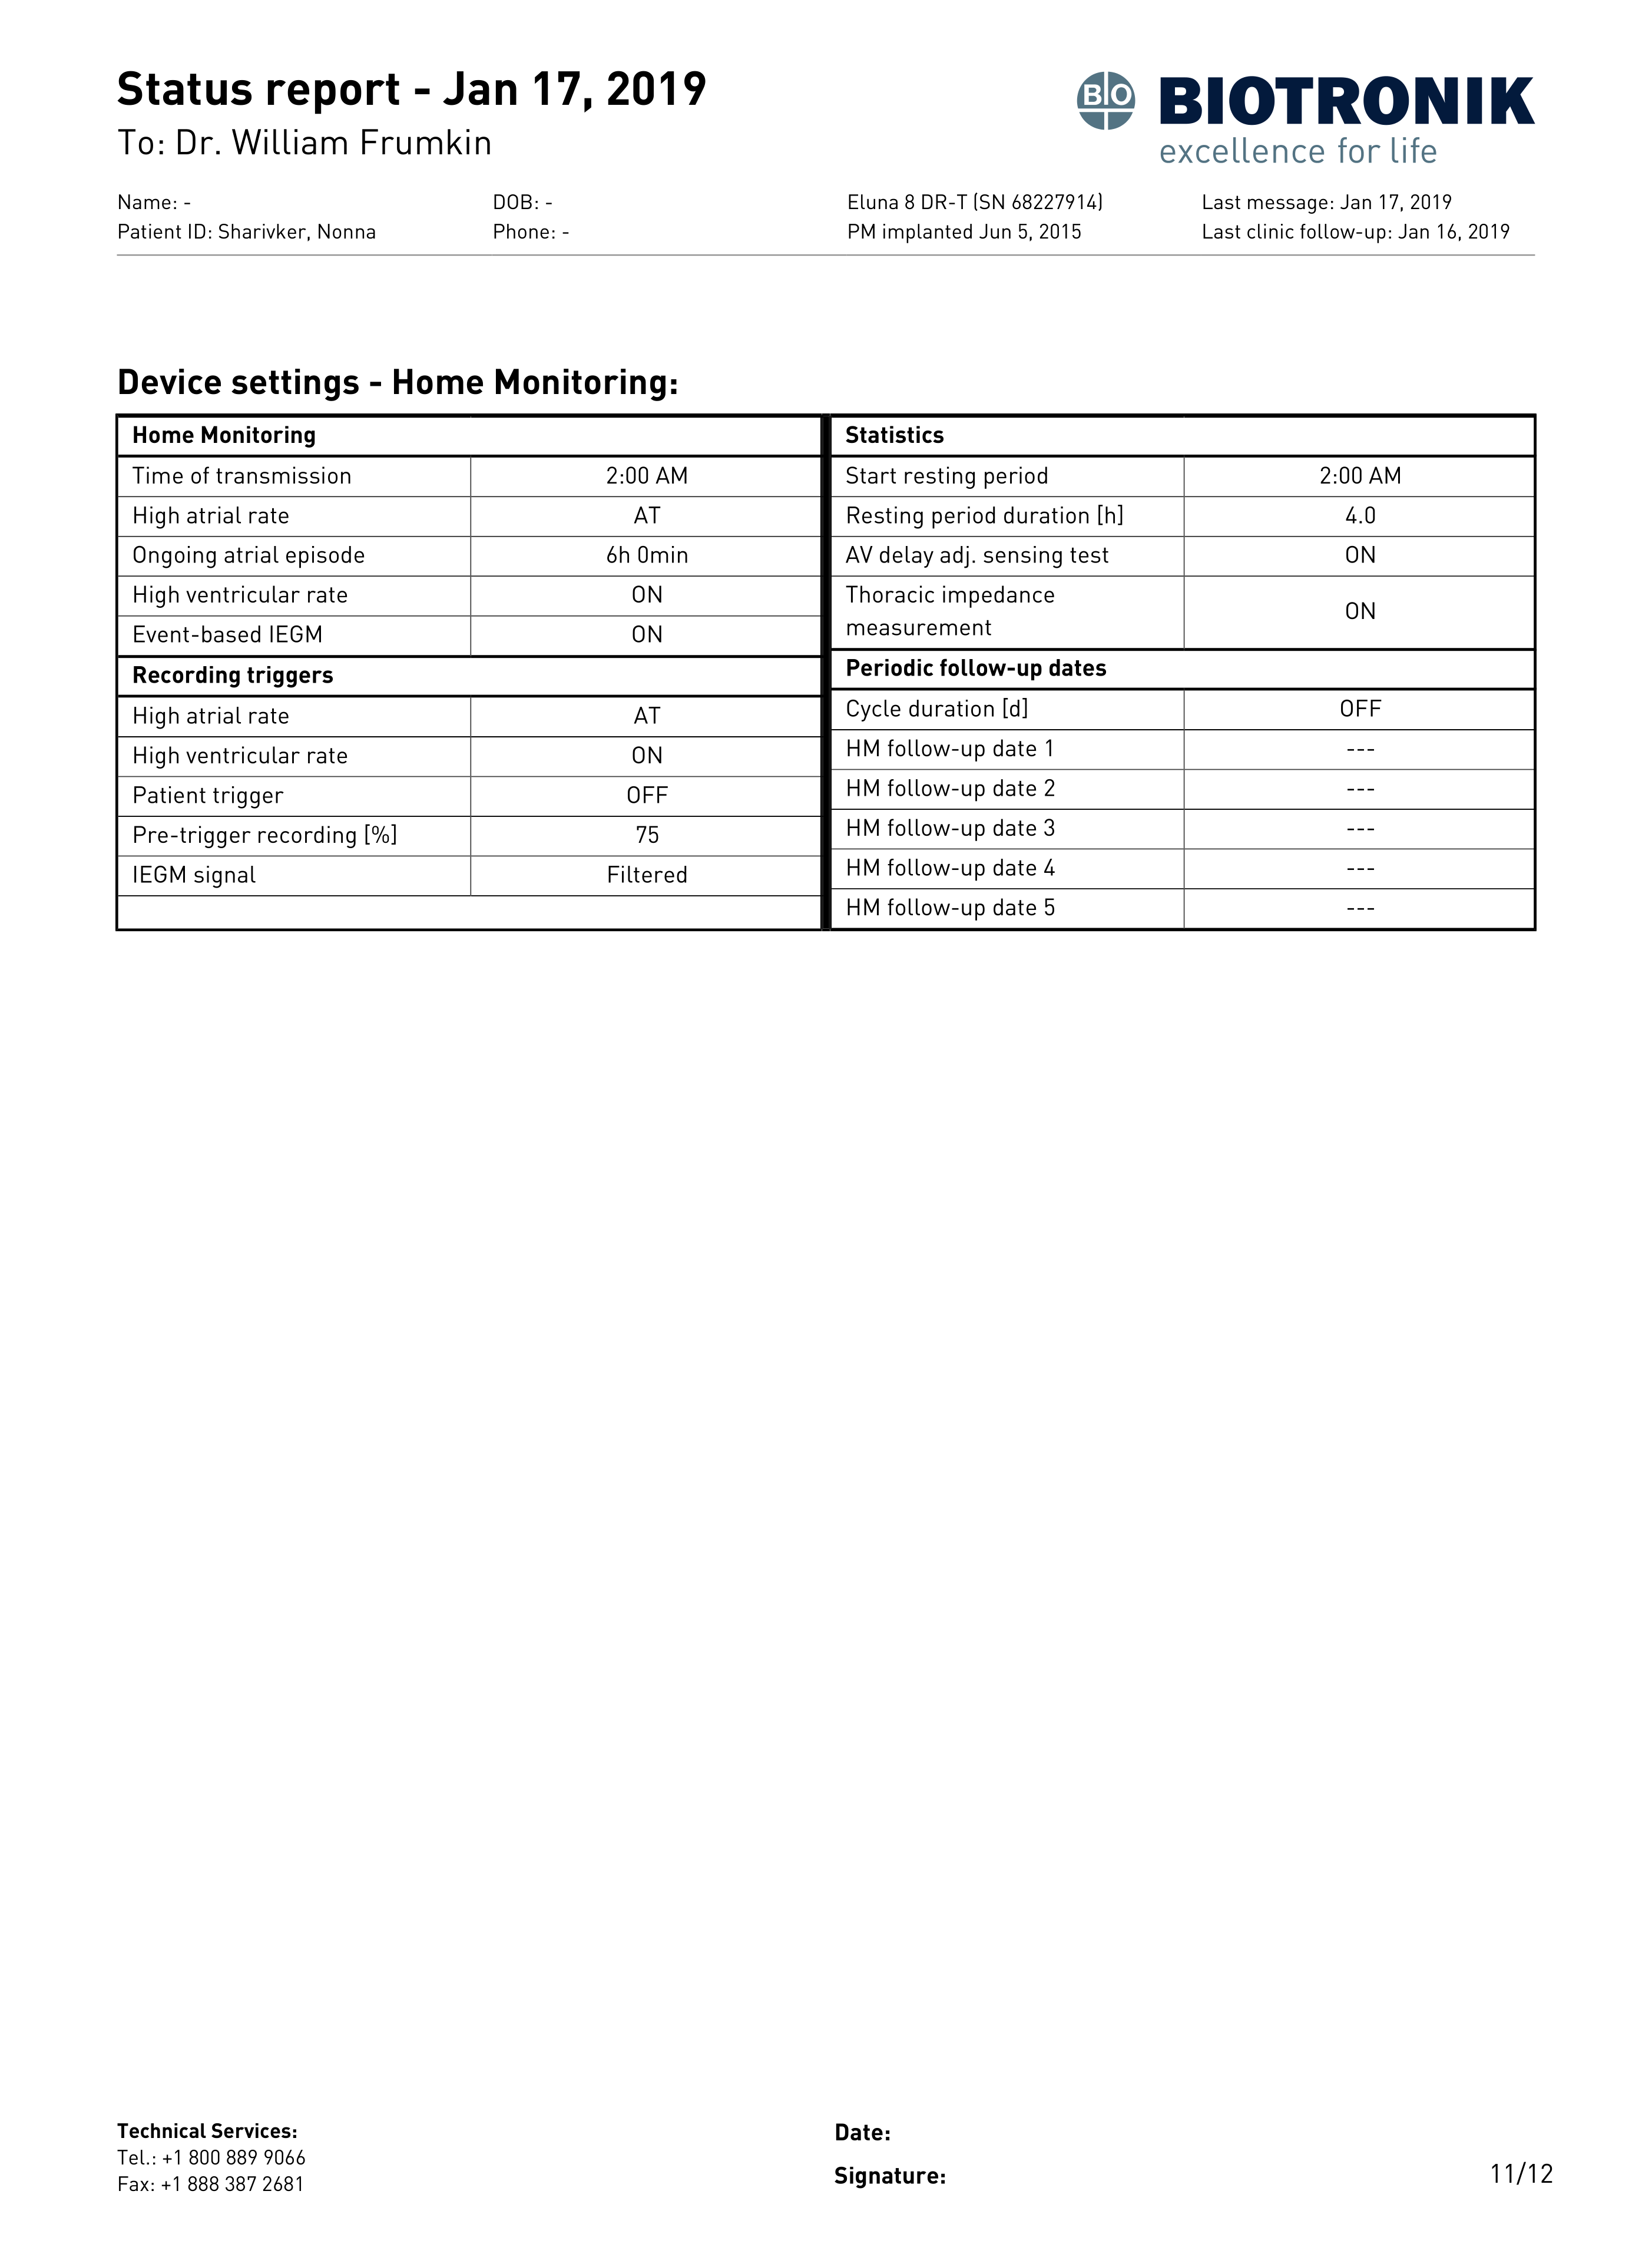 Status report - Jan 17, 2019
To: Dr. William Frumkin
BIO
BIOTRONIK
excellence for life
Name: - DOB: - Eluna 8 DR-T (SN 68227914) Last message: Jan 17, 2019
Patient ID: Sharivker, Nonna Phone: - PM implanted Jun 5, 2015 Last clinic follow-up: Jan 16, 2019
Device settings - Home Monitoring:
Home Monitoring
Time of transmission 2:00 AM
High atrial rate AT
Ongoing atrial episode 6h 0min
High ventricular rate ON
Event-based IEGM ON
Recording triggers
High atrial rate AT
High ventricular rate ON
Patient trigger OFF
Pre-trigger recording [%] 75
IEGM signal Filtered
Statistics
Start resting period 2:00 AM
Resting period duration [h] 4.0
AV delay adj. sensing test ON
Thoracic impedance
measurement ON
Periodic follow-up dates
Cycle duration [d] OFF
HM follow-up date 1 ---
HM follow-up date 2 ---
HM follow-up date 3 ---
HM follow-up date 4 ---
HM follow-up date 5 ---
Technical Services:
Tel.: +1 800 889 9066
Fax: +1 888 387 2681
Date:
Signature:
11/12